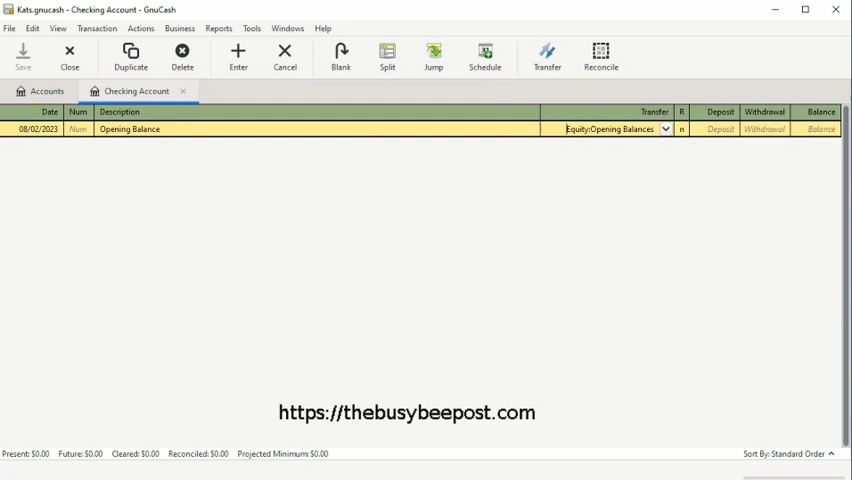 Kats.gnucash - Checking Account - GnuCash
File Edit View Transaction Actions Business Reports Tools Windows Help
Save Close Duplicate Delete Enter Cancel Blank Split Jump Schedule Transfer Reconcile
Accounts Checking Account
Date Num Description Transfer R Deposit Withdrawal Balance
08/02/2023 Num Opening Balance Equity:Opening Balances n Deposit Withdrawal Balance
https://thebusybeepost.com
Present: $0.00 Future: $0.00 Cleared: $0.00 Reconciled: $0.00 Projected Minimum: $0.00 Sort By: Standard Order